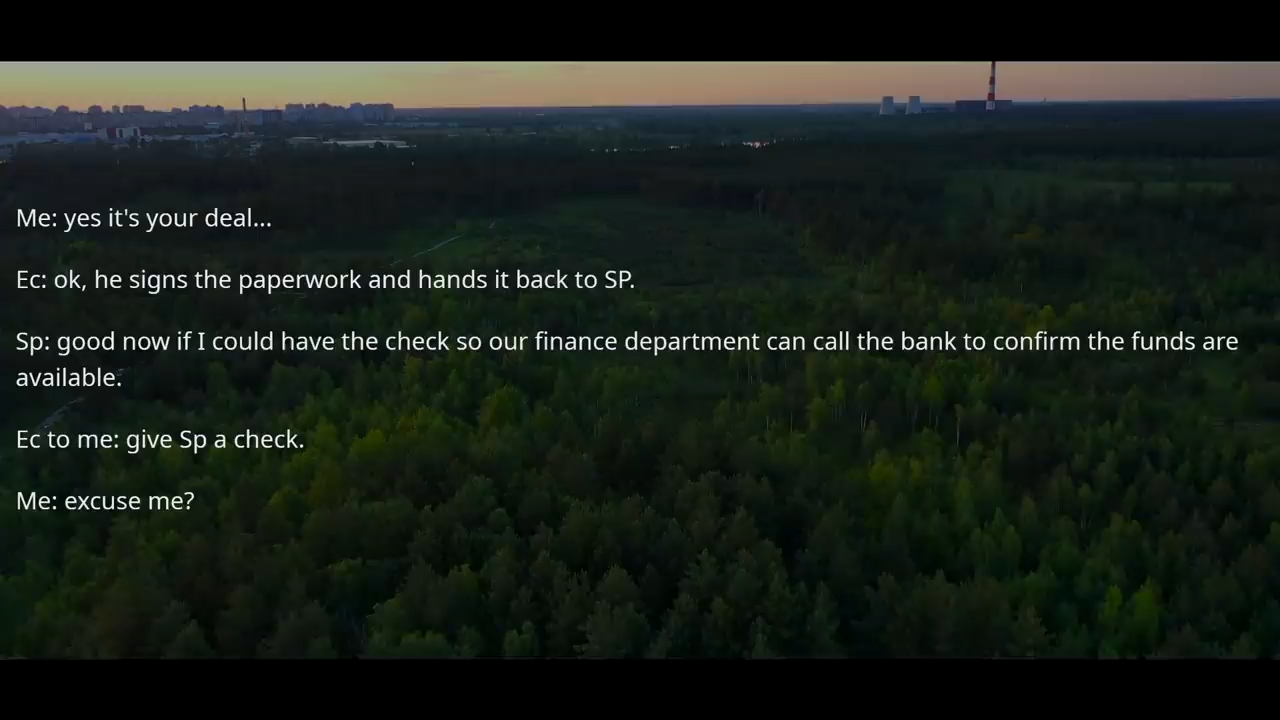 Me: yes it's your deal...
Ec: ok, he signs the paperwork and hands it back to SP.
Sp: good now if I could have the check so our finance department can call the bank to confirm the funds are
available.
Ec to me: give Sp a check.
Me: excuse me?